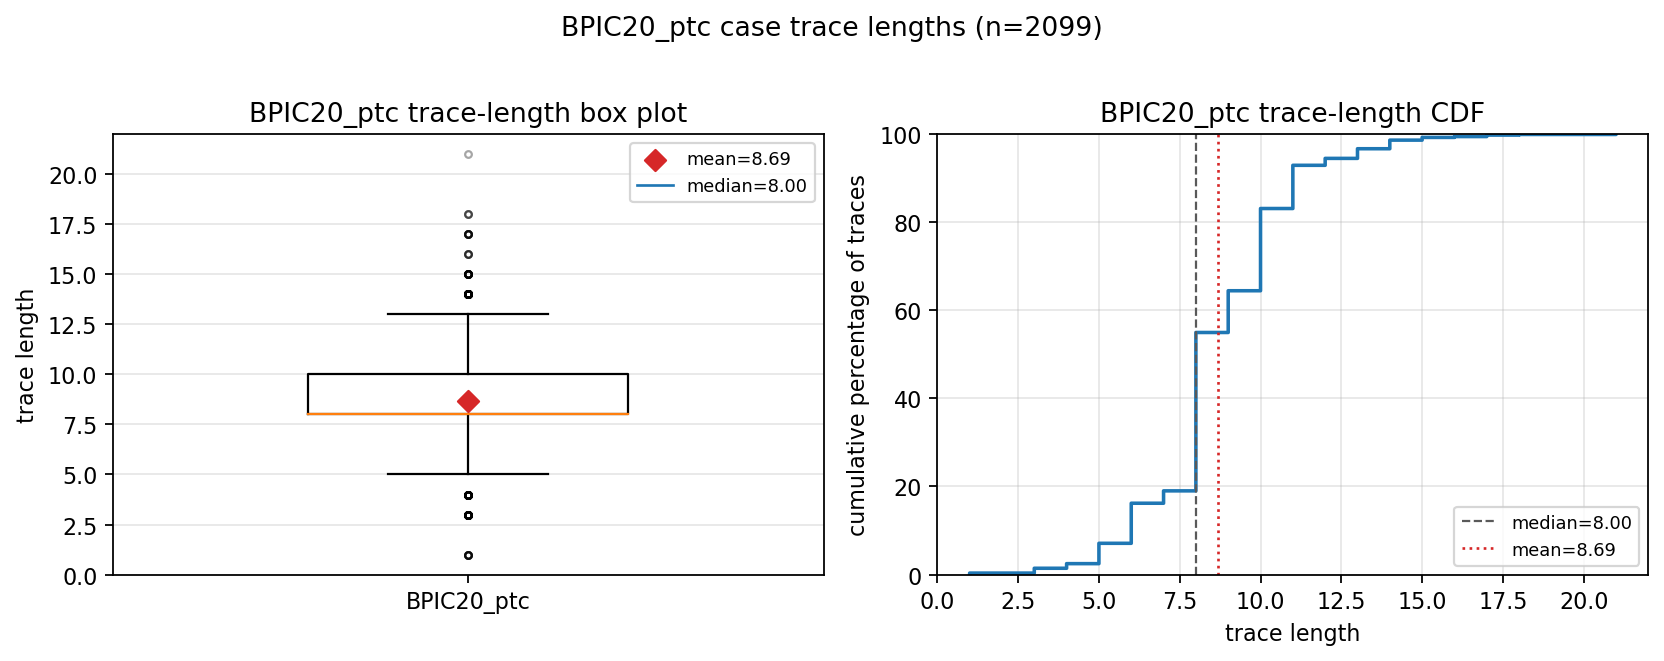 BPIC20_ptc case trace lengths (n=2099)
BPIC20_ptc trace-length box plot
trace length
20.0
17.5
15.0
12.5
10.0
7.5
5.0
2.5
0.0
mean=8.69
median=8.00
BPIC20_ptc
BPIC20_ptc trace-length CDF
cumulative percentage of traces
100
80
60
40
20
0
median=8.00
mean=8.69
0.0 2.5 5.0 7.5 10.0 12.5 15.0 17.5 20.0
trace length